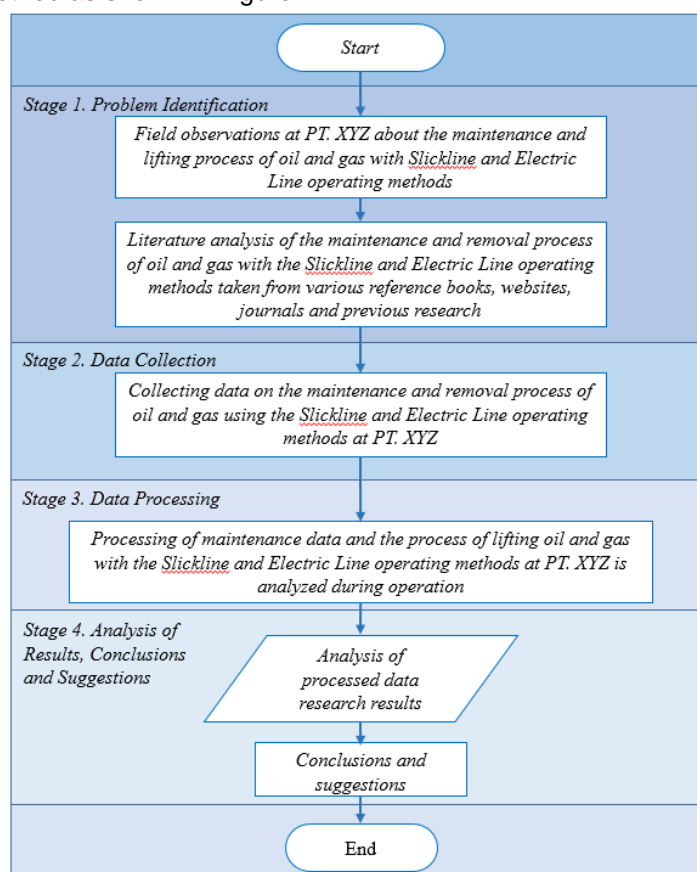 Start
Stage 1. Problem Identification
Field observations at PT. XYZ about the maintenance and
lifting process of oil and gas with Slickline and Electric
Line operating methods
Literature analysis of the maintenance and removal process
of oil and gas with the Slickline and Electric Line operating
methods taken from various reference books, websites,
journals and previous research
Stage 2. Data Collection
Collecting data on the maintenance and removal process of
oil and gas using the Slickline and Electric Line operating
methods at PT. XYZ
Stage 3. Data Processing
Processing of maintenance data and the process of lifting oil and gas
with the Slickline and Electric Line operating methods at PT. XYZ is
analyzed during operation
Stage 4. Analysis of
Results, Conclusions
and Suggestions
Analysis of
processed data
research results
Conclusions and
suggestions
End